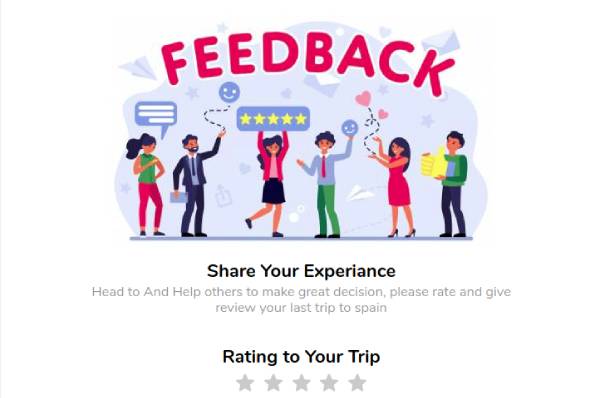 FEEDBACK
Share Your Experiance
Head to And Help others to make great decision, please rate and give
review your last trip to spain
Rating to Your Trip